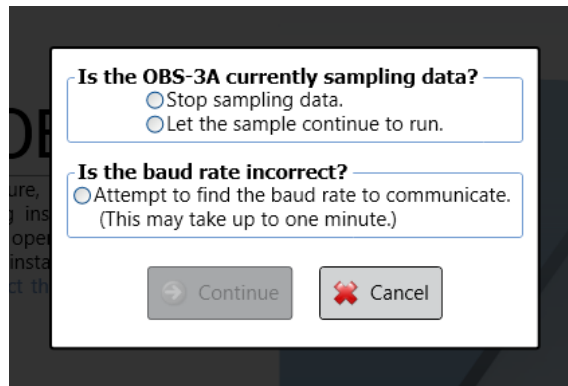 Is the OBS-3A currently sampling data?
Stop sampling data.
Let the sample continue to run.
Is the baud rate incorrect?
Attempt to find the baud rate to communicate.
(This may take up to one minute.)
Continue
Cancel